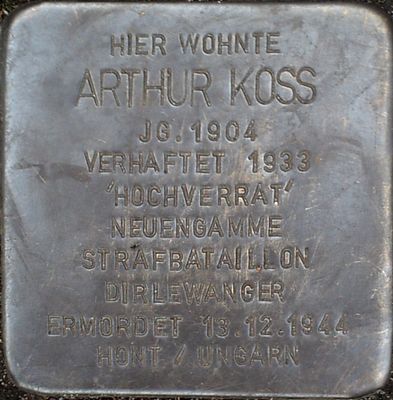 HIER WOHNTE
ARTHUR KOSS
JG. 1904
VERHAFTET 1933
'HOCHVERRAT'
NEUENGAMME
STRAFBATAILLON
DIRLEWANGER
ERMORDET 13.12.1944
HONT / UNGARN